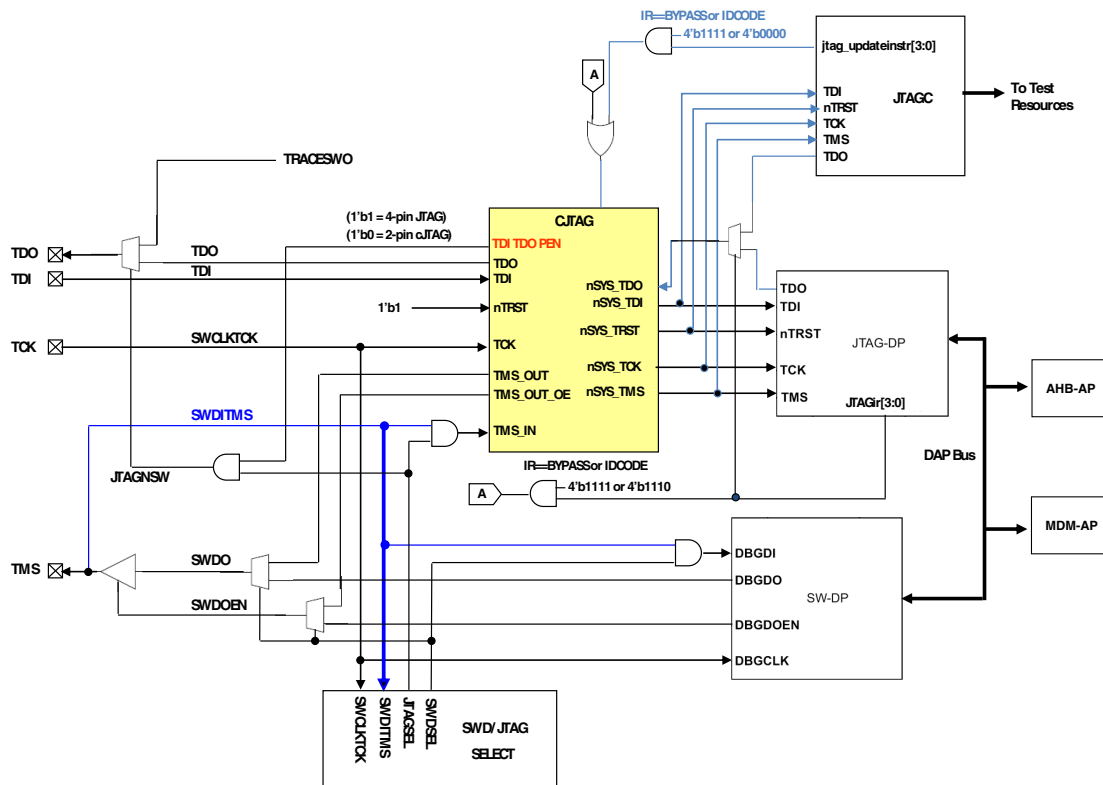 IR==BYPASS or IDCODE
4'b1111 or 4'b0000
jtag_updateinstr[3:0]
A
TDI
nTRST
TCK
TMS
TDO
JTAGC
To Test
Resources
TRACESWO
CJTAG
(1'b1 = 4-pin JTAG)
(1'b0 = 2-pin cJTAG)
TDI TDO PEN
TDO
TDO
TDO
TDI
TDI
TDI
nSYS_TDO
nSYS_TDI
TDO
TDI
1'b1
nTRST
nSYS_TRST
nTRST
TCK
SWCLKTCK
TCK
nSYS_TCK
TCK
JTAG-DP
TMS_OUT
TMS_OUT_OE
nSYS_TMS
TMS
JTAGir[3:0]
AHB-AP
SWDITMS
TMS_IN
DAP Bus
JTAGNSW
IR==BYPASS or IDCODE
4'b1111 or 4'b1110
A
MDM-AP
TMS
SWDO
DBGDI
DBGDO
SW-DP
SWDOEN
DBGDOEN
DBGCLK
SWCLKTCK
SWDITMS
JTAGSEL
SWDSEL
SWD/JTAG
SELECT